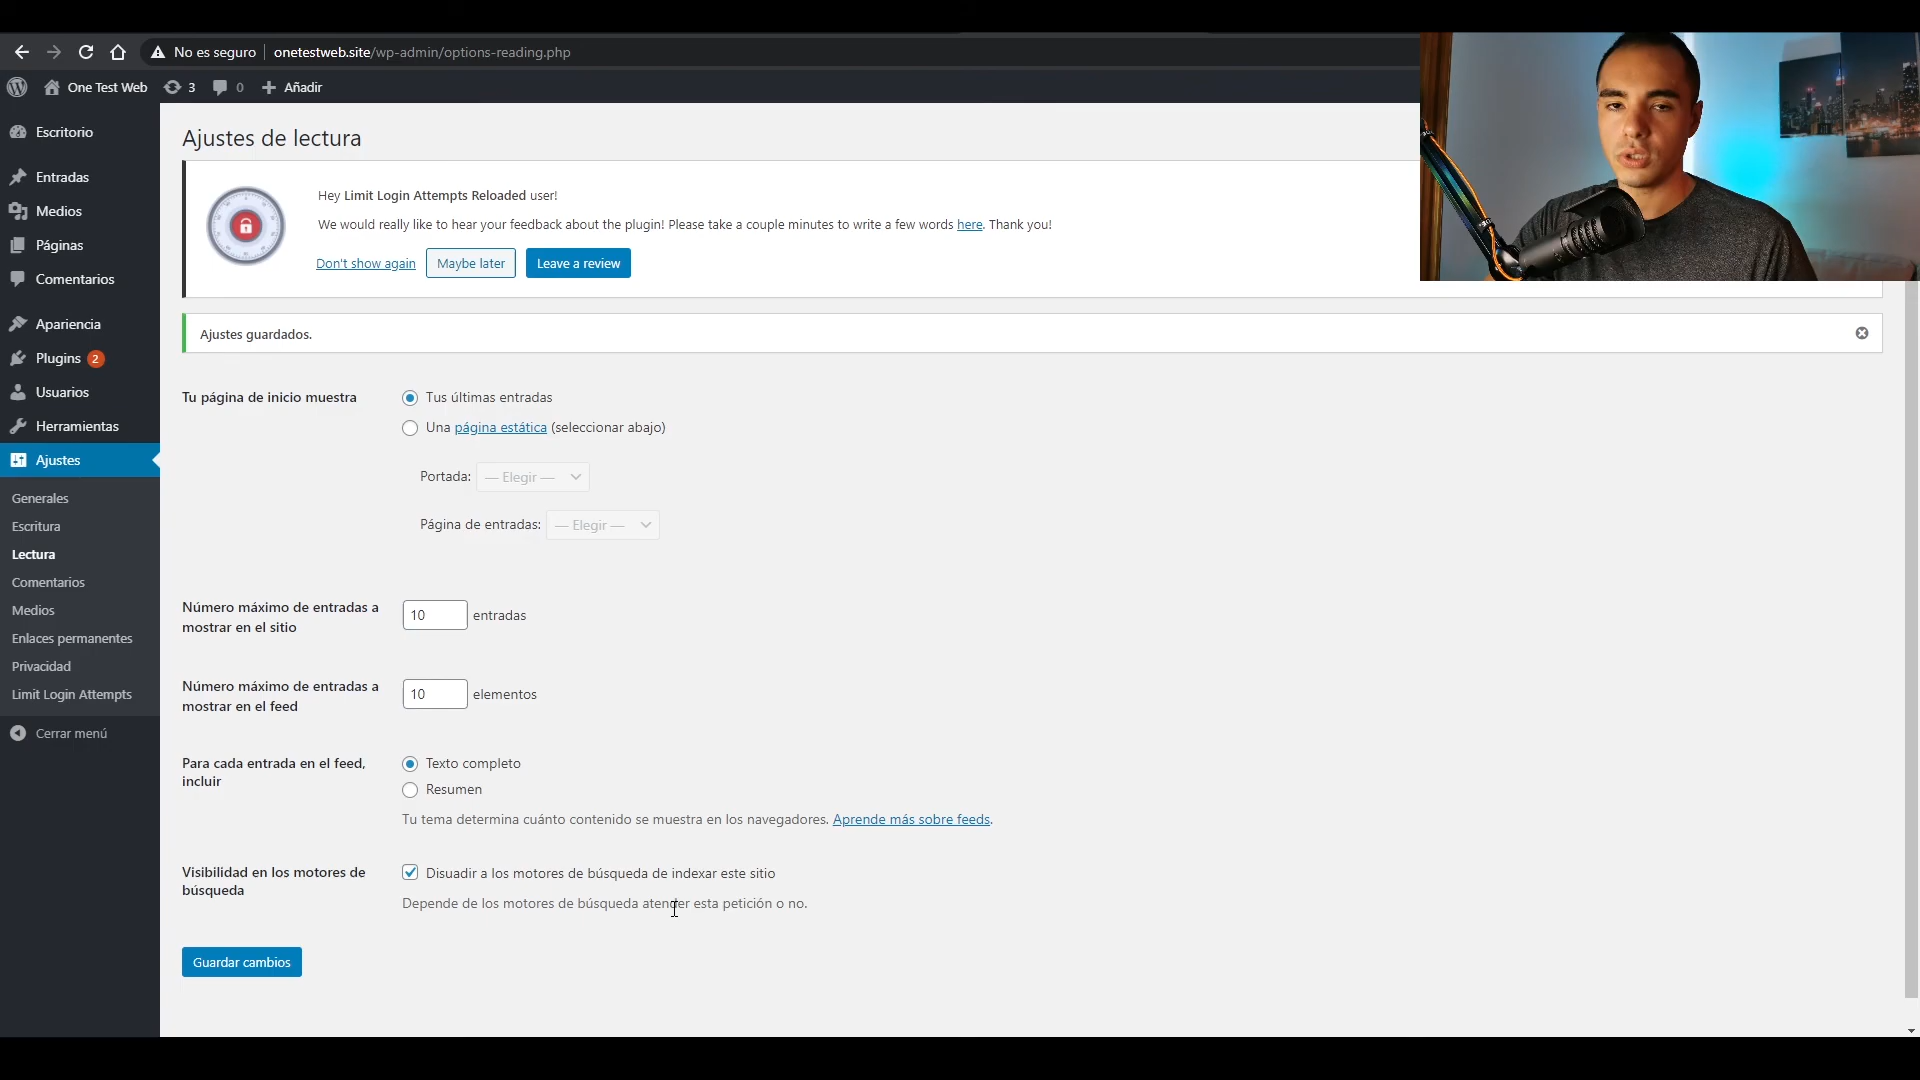 No es seguro onetestweb.site/wp-admin/options-reading.php
One Test Web 3 0 Añadir
Escritorio
Entradas
Medios
Páginas
Comentarios
Apariencia
Plugins 2
Usuarios
Herramientas
Ajustes
Generales
Escritura
Lectura
Comentarios
Medios
Enlaces permanentes
Privacidad
Limit Login Attempts
Cerrar menú
Ajustes de lectura
Hey Limit Login Attempts Reloaded user!
We would really like to hear your feedback about the plugin! Please take a couple minutes to write a few words here. Thank you!
Don't show again Maybe later Leave a review
Ajustes guardados.
Tu página de inicio muestra
Tus últimas entradas
Una página estática (seleccionar abajo)
Portada: — Elegir —
Página de entradas: — Elegir —
Número máximo de entradas a
mostrar en el sitio
10 entradas
Número máximo de entradas a
mostrar en el feed
10 elementos
Para cada entrada en el feed,
incluir
Texto completo
Resumen
Tu tema determina cuánto contenido se muestra en los navegadores. Aprende más sobre feeds.
Visibilidad en los motores de
búsqueda
Disuadir a los motores de búsqueda de indexar este sitio
Depende de los motores de búsqueda atender esta petición o no.
Guardar cambios